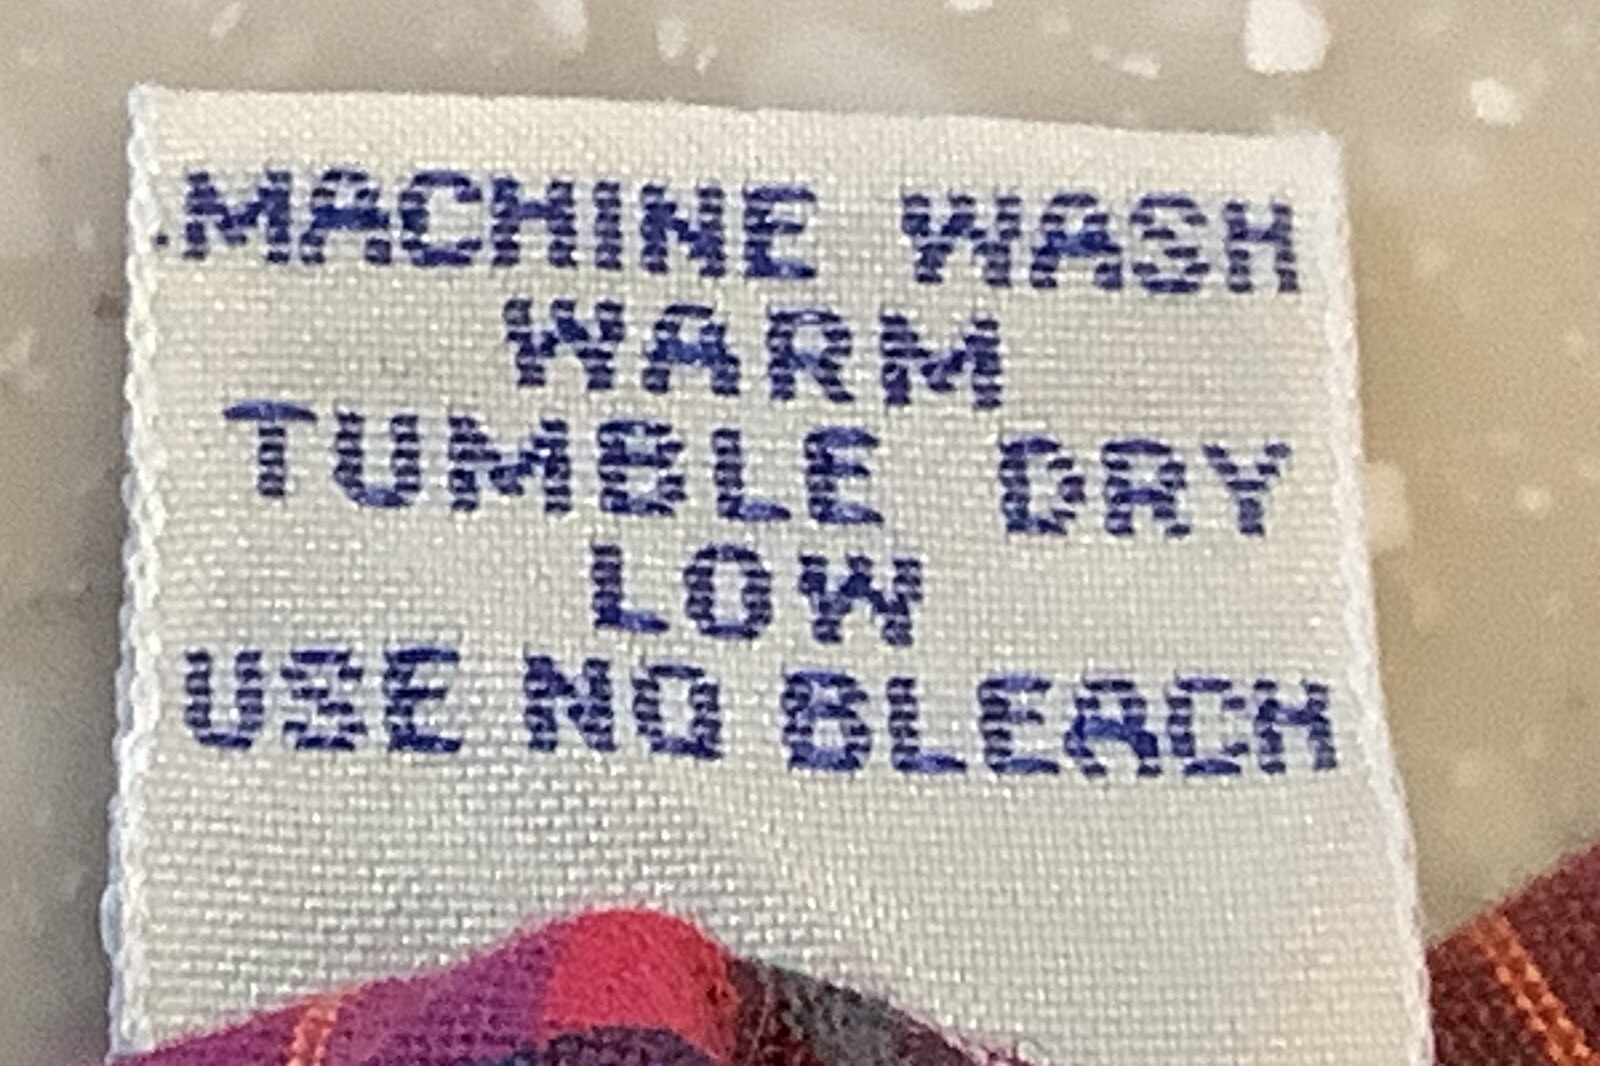 MACHINE WASH
WARM
TUMBLE DRY
LOW
USE NO BLEACH